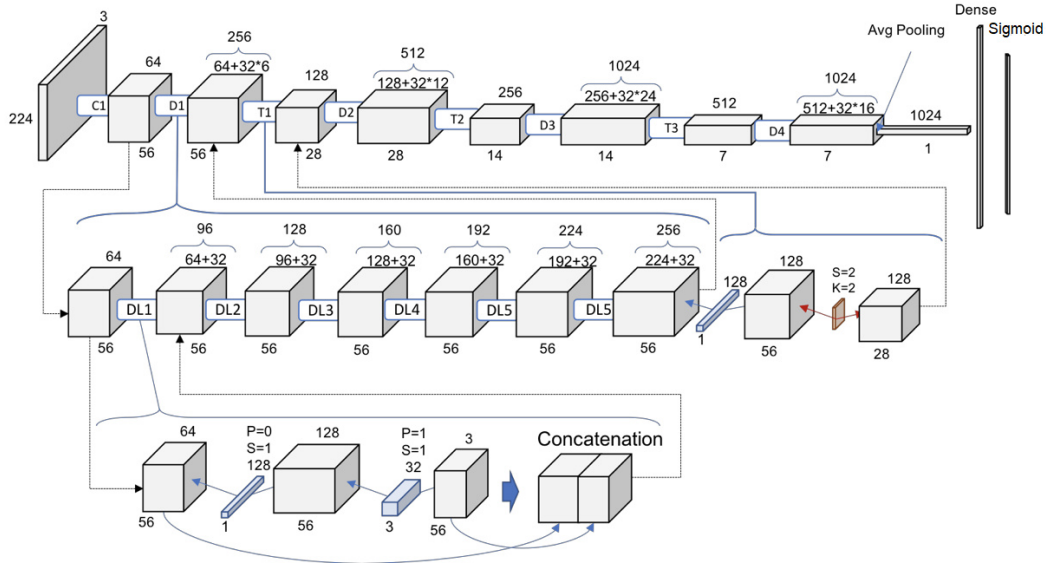 Dense
Sigmoid
Avg Pooling
3
64
256
64+32*6
128
512
128+32*12
256
1024
256+32*24
512
1024
512+32*16
1024
224
C1
D1
T1
D2
T2
D3
T3
D4
56
56
28
28
14
14
7
7
1
64
96
64+32
128
96+32
160
128+32
192
160+32
224
192+32
256
224+32
128
128
S=2
K=2
128
DL1
DL2
DL3
DL4
DL5
DL5
56
56
56
56
56
56
56
1
56
28
64
P=0
S=1
128
128
P=1
S=1
32
3
Concatenation
56
1
56
3
56